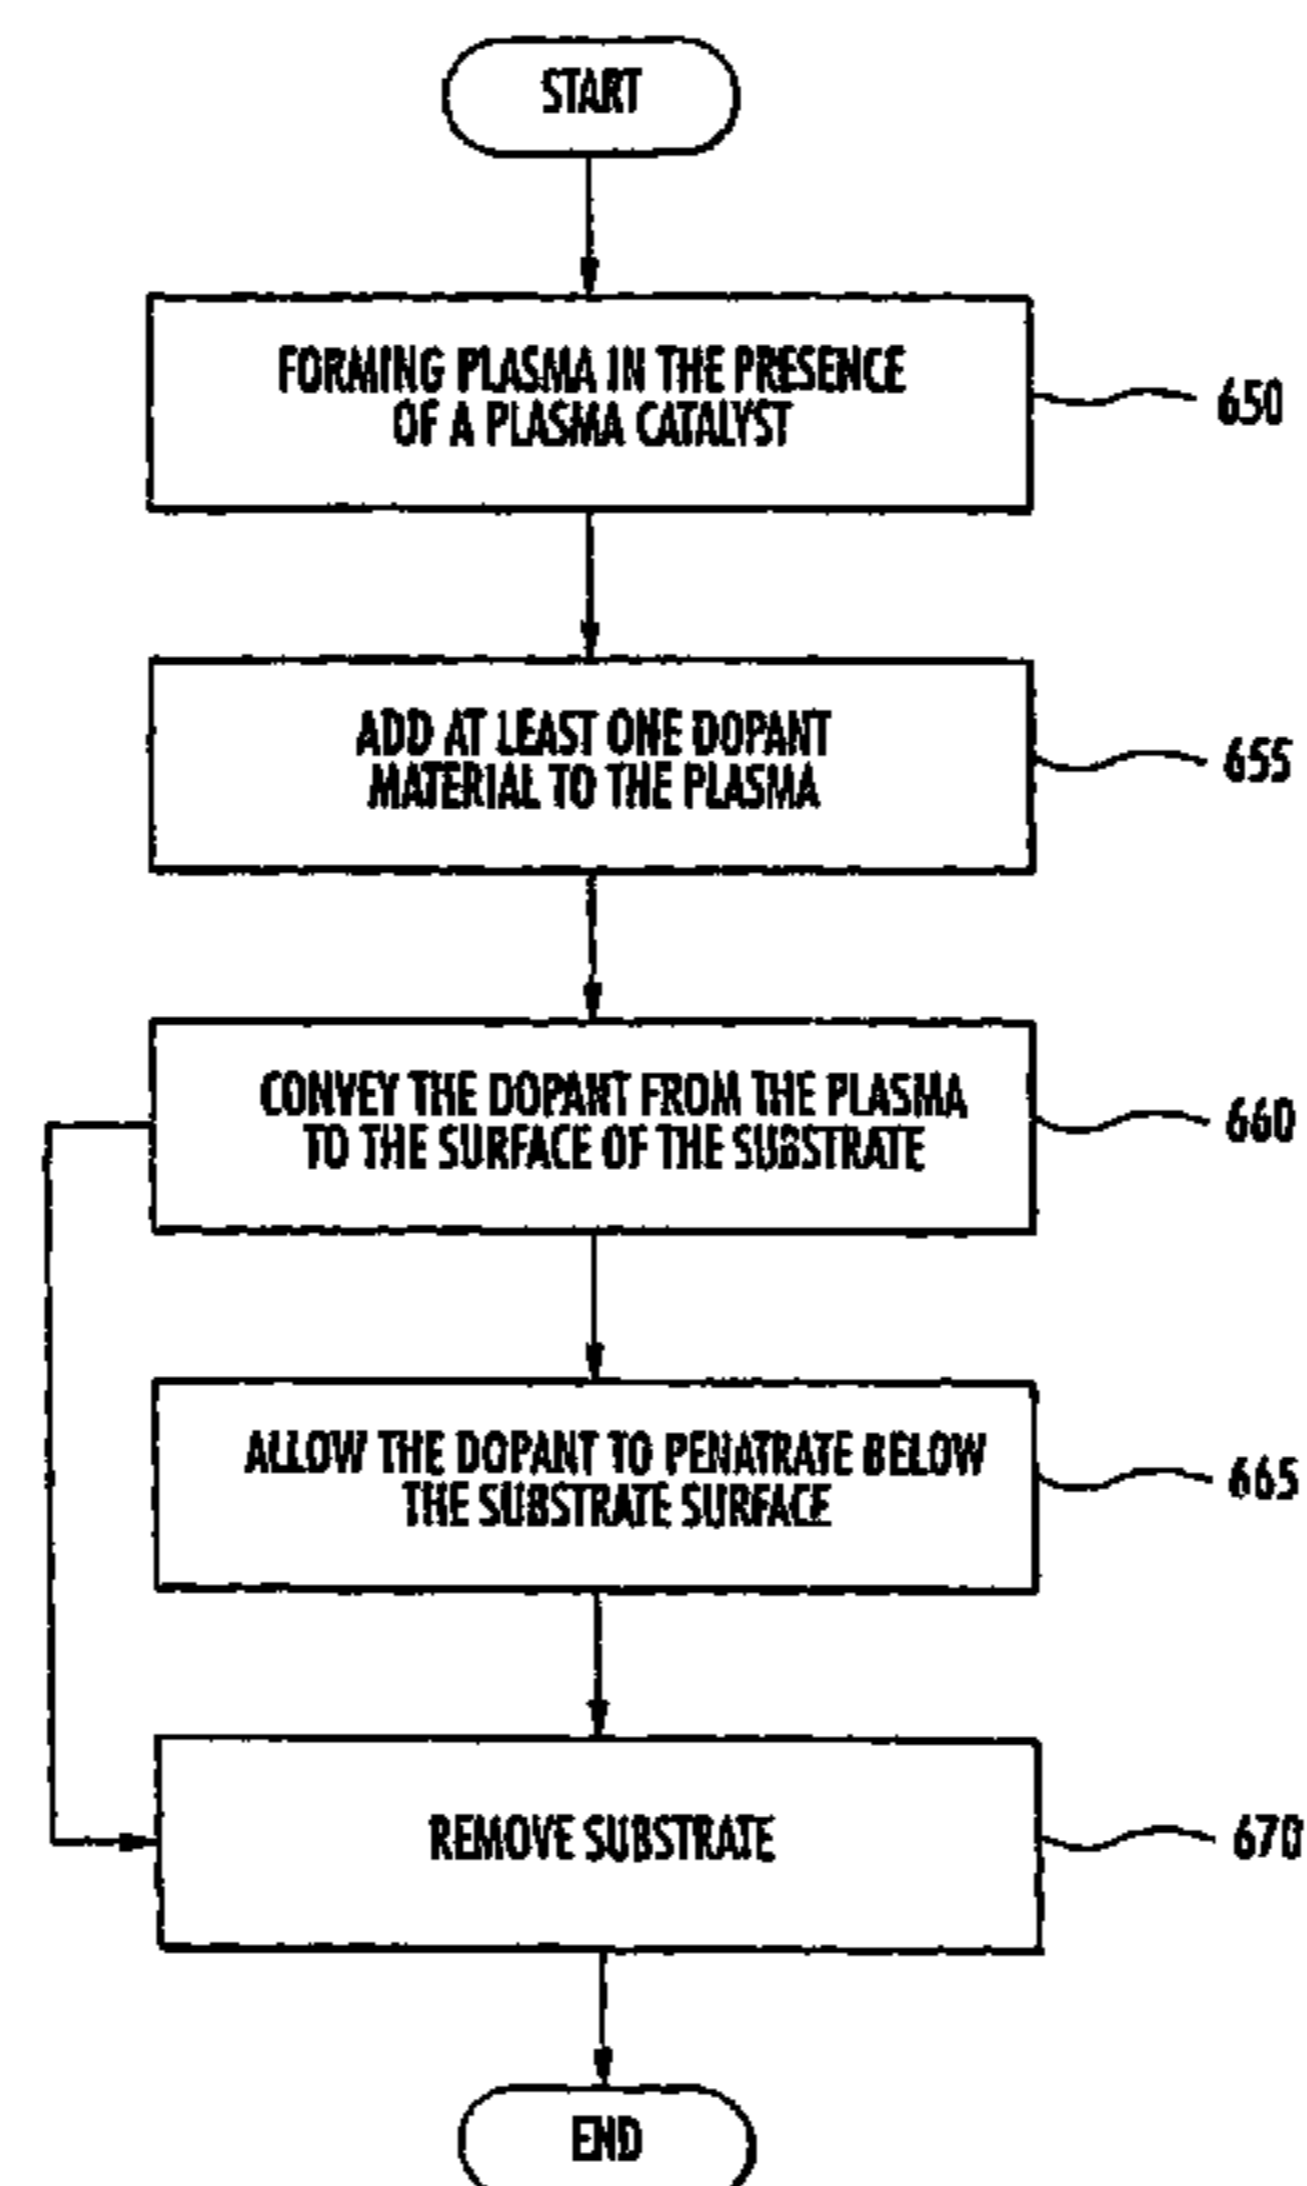 START
FORMING PLASMA IN THE PRESENCE
OF A PLASMA CATALYST
650
ADD AT LEAST ONE DOPANT
MATERIAL TO THE PLASMA
655
CONVEY THE DOPANT FROM THE PLASMA
TO THE SURFACE OF THE SUBSTRATE
660
ALLOW THE DOPANT TO PENATRATE BELOW
THE SUBSTRATE SURFACE
665
REMOVE SUBSTRATE
670
END